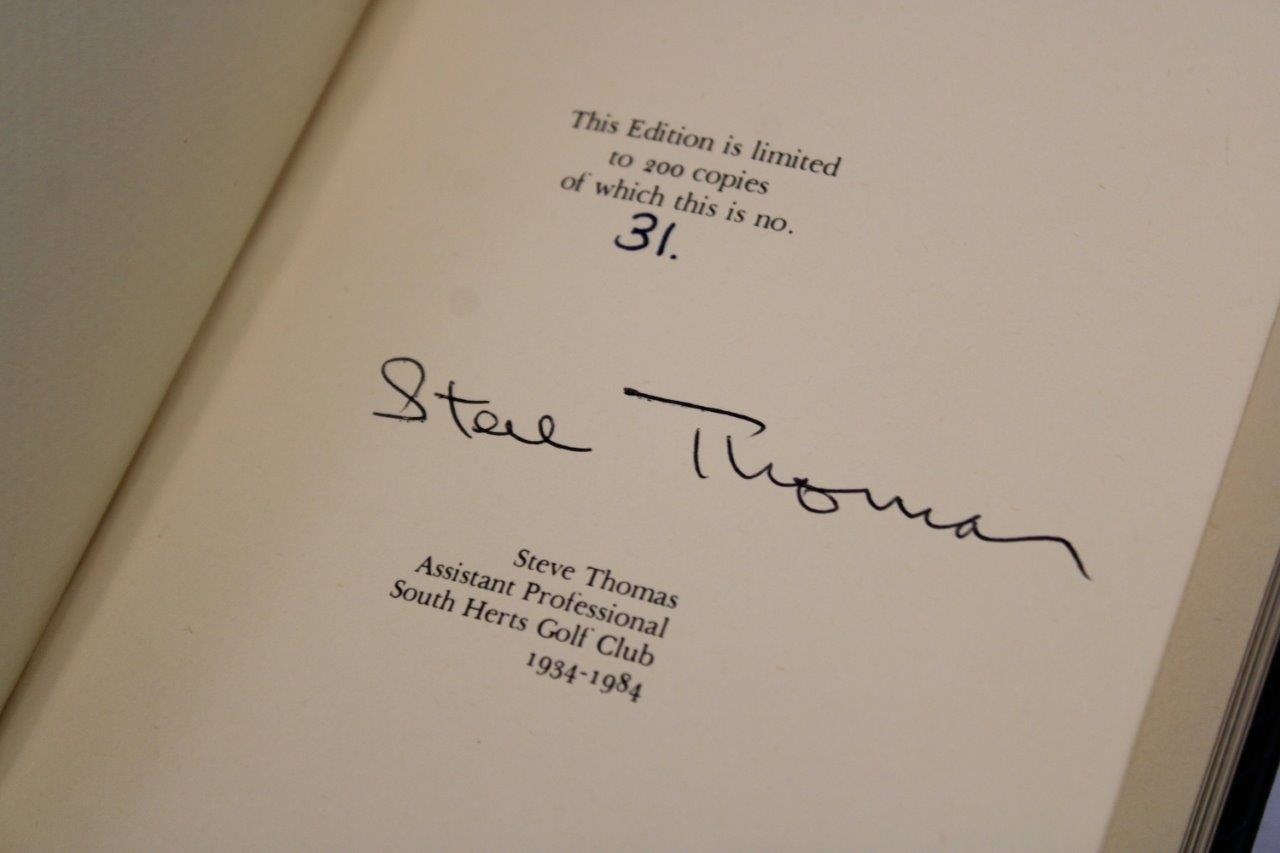 This Edition is limited
to 200 copies
of which this is no.
31.
Steve Thomas
Steve Thomas
Assistant Professional
South Herts Golf Club
1934-1984